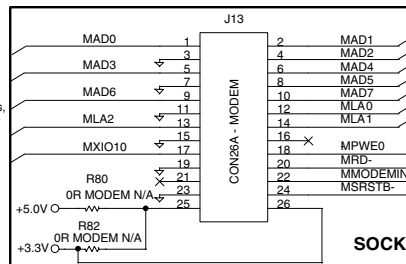 J13
MAD0 1 2 MAD1
3 4 MAD2
MAD3 5 6 MAD4
7 8 MAD5
MAD6 9 10 MAD7
s,
11 12 MLA0
MLA2 13 14 MLA1
15 16
MXIO10 17 18 MPWE0
19 20 MRD-
R80 21 22 MMODEMIN
0R MODEM N/A 23 24 MSRSTB-
+5.0V 25 26
CON26A - MODEM
R82
0R MODEM N/A
+3.3V
SOCK